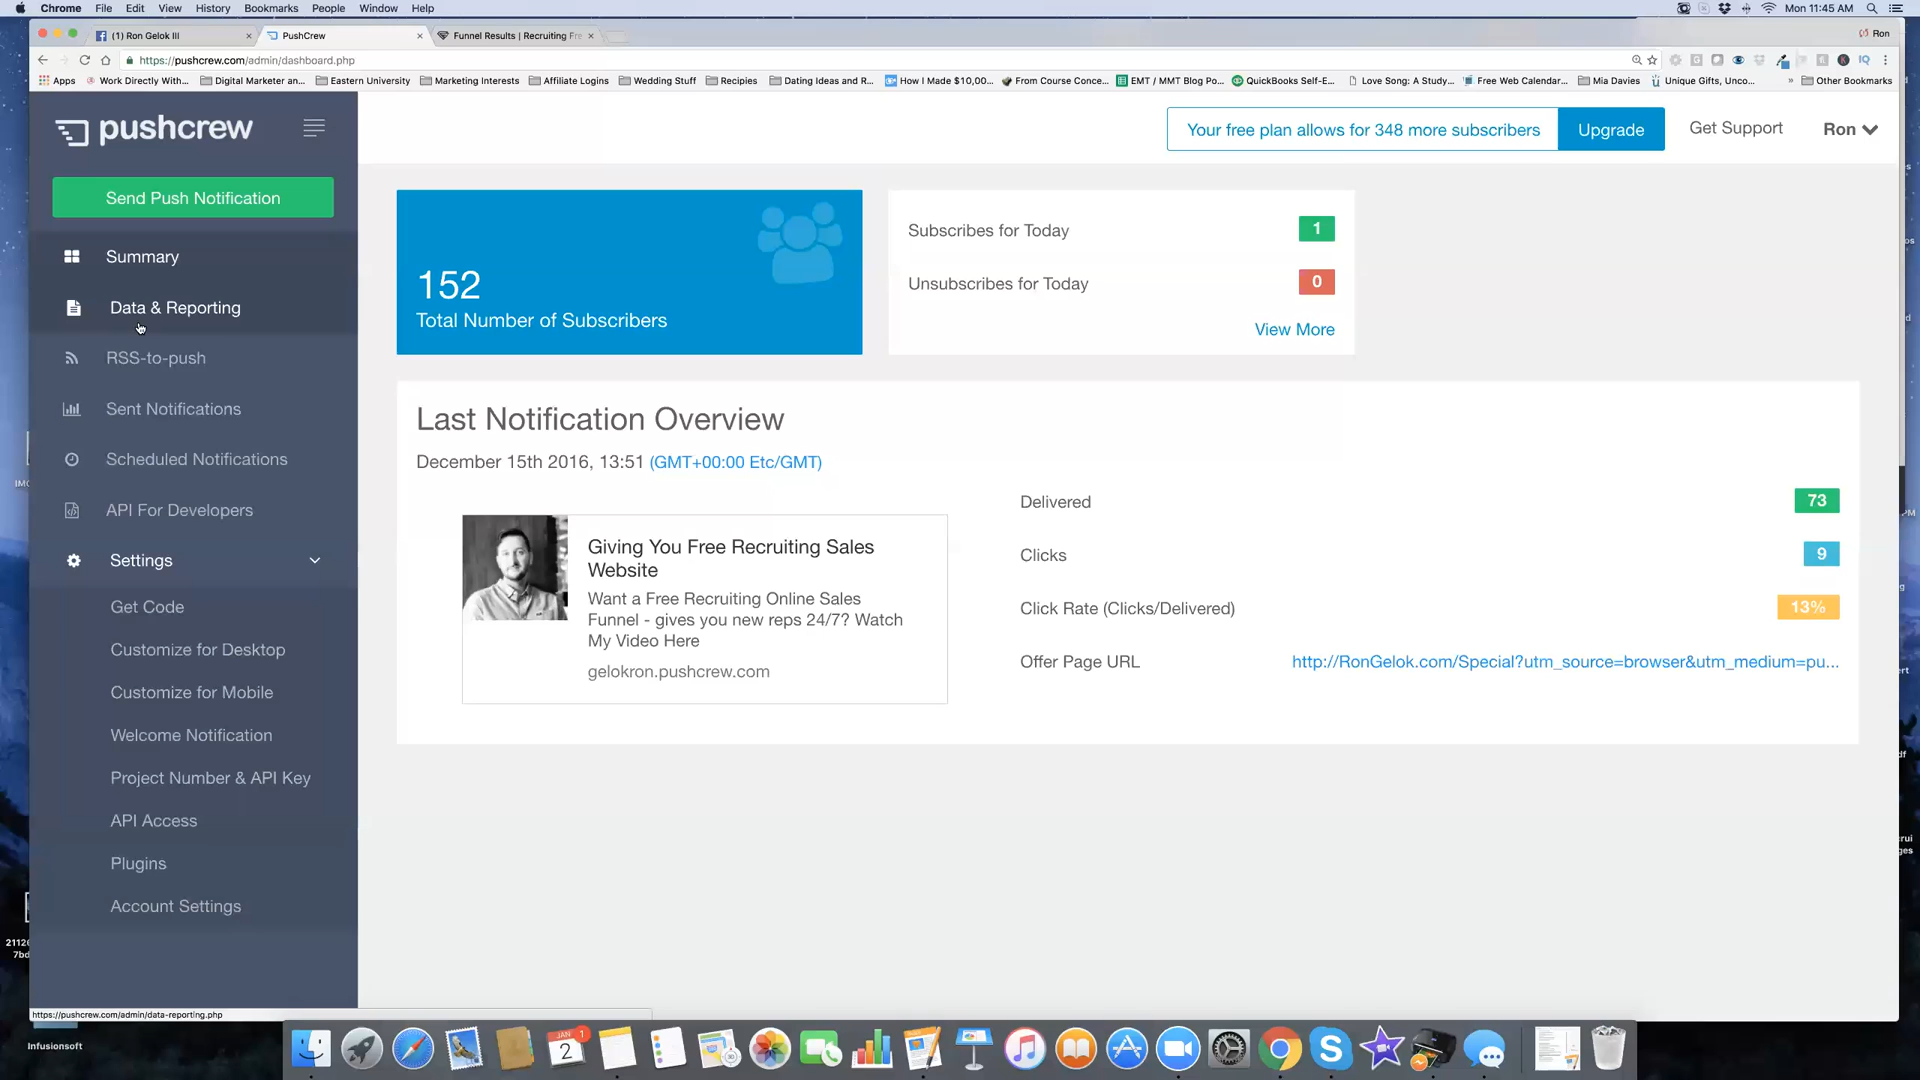 Chrome File Edit View History Bookmarks People Window Help Mon 11:45 AM
(1) Ron Gelok III PushCrew Funnel Results | Recruiting Fre Ron
https://pushcrew.com/admin/dashboard.php
Apps Work Directly With... Digital Marketer an... Eastern University Marketing Interests Affiliate Logins Wedding Stuff Recipies Dating Ideas and R... How I Made $10,00... From Course Conce... EMT / MMT Blog Po... QuickBooks Self-E... Love Song: A Study... Free Web Calendar... Mia Davies Unique Gifts, Unco... » Other Bookmarks
pushcrew
Your free plan allows for 348 more subscribers Upgrade Get Support Ron
Send Push Notification
Summary
Data & Reporting
RSS-to-push
Sent Notifications
Scheduled Notifications
API For Developers
Settings
Get Code
Customize for Desktop
Customize for Mobile
Welcome Notification
Project Number & API Key
API Access
Plugins
Account Settings
152
Total Number of Subscribers
Subscribes for Today 1
Unsubscribes for Today 0
View More
Last Notification Overview
December 15th 2016, 13:51 (GMT+00:00 Etc/GMT)
Giving You Free Recruiting Sales
Website
Want a Free Recruiting Online Sales
Funnel - gives you new reps 24/7? Watch
My Video Here
gelokron.pushcrew.com
Delivered 73
Clicks 9
Click Rate (Clicks/Delivered) 13%
Offer Page URL http://RonGelok.com/Special?utm_source=browser&utm_medium=pu...
https://pushcrew.com/admin/data-reporting.php
Infusionsoft
JAN
2
1